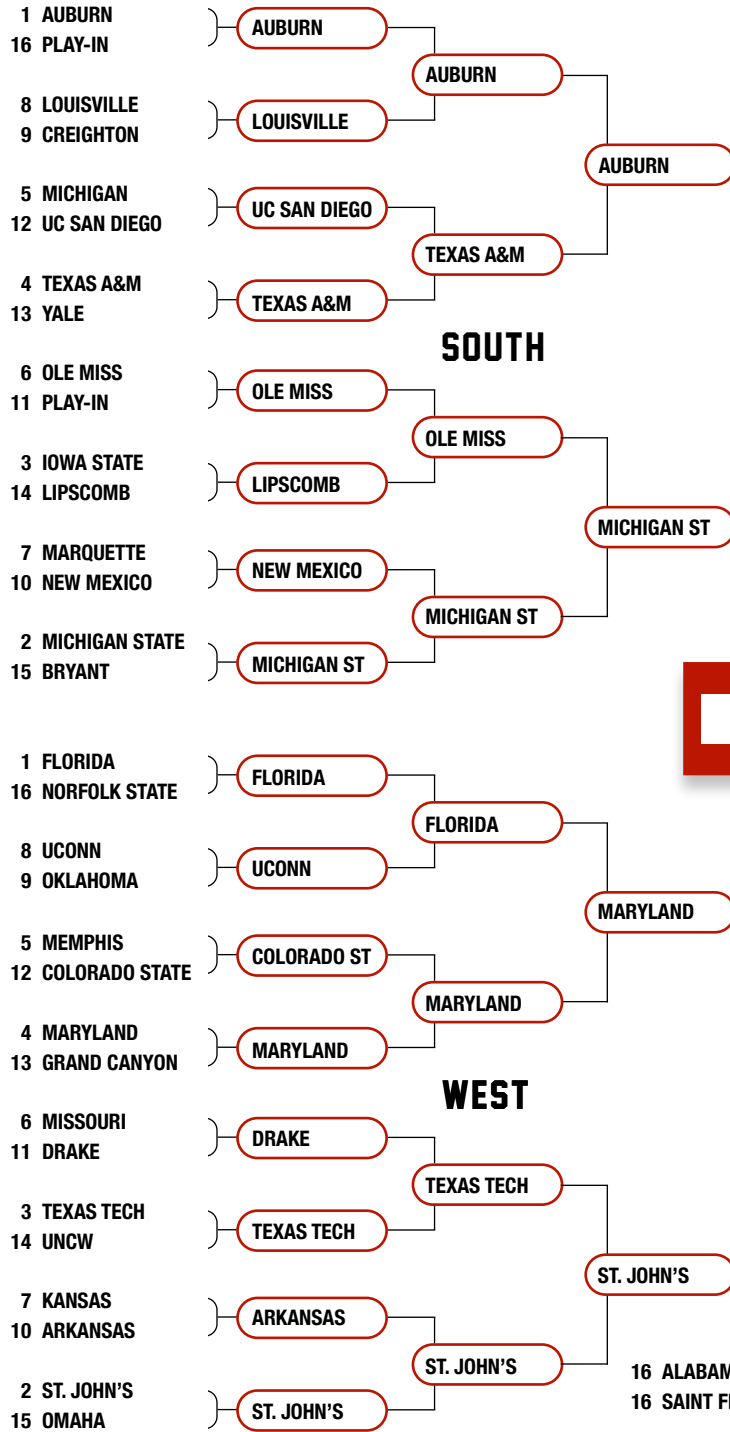 1 AUBURN
16 PLAY-IN
8 LOUISVILLE
9 CREIGHTON
5 MICHIGAN
12 UC SAN DIEGO
4 TEXAS A&M
13 YALE
6 OLE MISS
11 PLAY-IN
3 IOWA STATE
14 LIPSCOMB
7 MARQUETTE
10 NEW MEXICO
2 MICHIGAN STATE
15 BRYANT
AUBURN
LOUISVILLE
UC SAN DIEGO
TEXAS A&M
OLE MISS
LIPSCOMB
NEW MEXICO
MICHIGAN ST
AUBURN
TEXAS A&M
OLE MISS
MICHIGAN ST
AUBURN
MICHIGAN ST
SOUTH
1 FLORIDA
16 NORFOLK STATE
8 UCONN
9 OKLAHOMA
5 MEMPHIS
12 COLORADO STATE
4 MARYLAND
13 GRAND CANYON
6 MISSOURI
11 DRAKE
3 TEXAS TECH
14 UNCW
7 KANSAS
10 ARKANSAS
2 ST. JOHN'S
15 OMAHA
FLORIDA
UCONN
COLORADO ST
MARYLAND
DRAKE
TEXAS TECH
ARKANSAS
ST. JOHN'S
FLORIDA
MARYLAND
TEXAS TECH
ST. JOHN'S
MARYLAND
ST. JOHN'S
WEST
16 ALABAM
16 SAINT